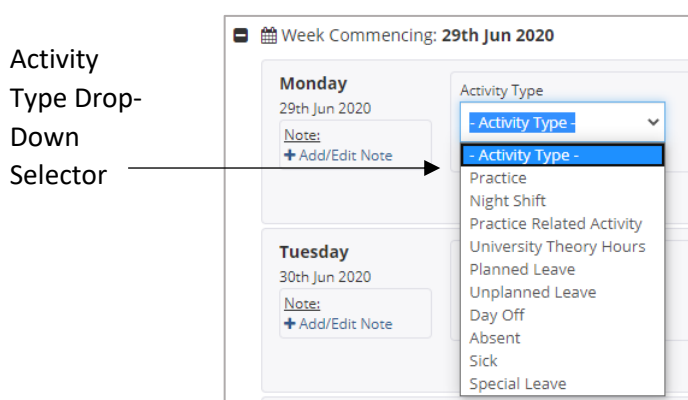 Activity
Type Drop-
Down
Selector
Week Commencing: 29th Jun 2020
Monday
29th Jun 2020
Note:
+ Add/Edit Note
Activity Type
- Activity Type -
- Activity Type -
Practice
Night Shift
Practice Related Activity
University Theory Hours
Planned Leave
Unplanned Leave
Day Off
Absent
Sick
Special Leave
Tuesday
30th Jun 2020
Note:
+ Add/Edit Note